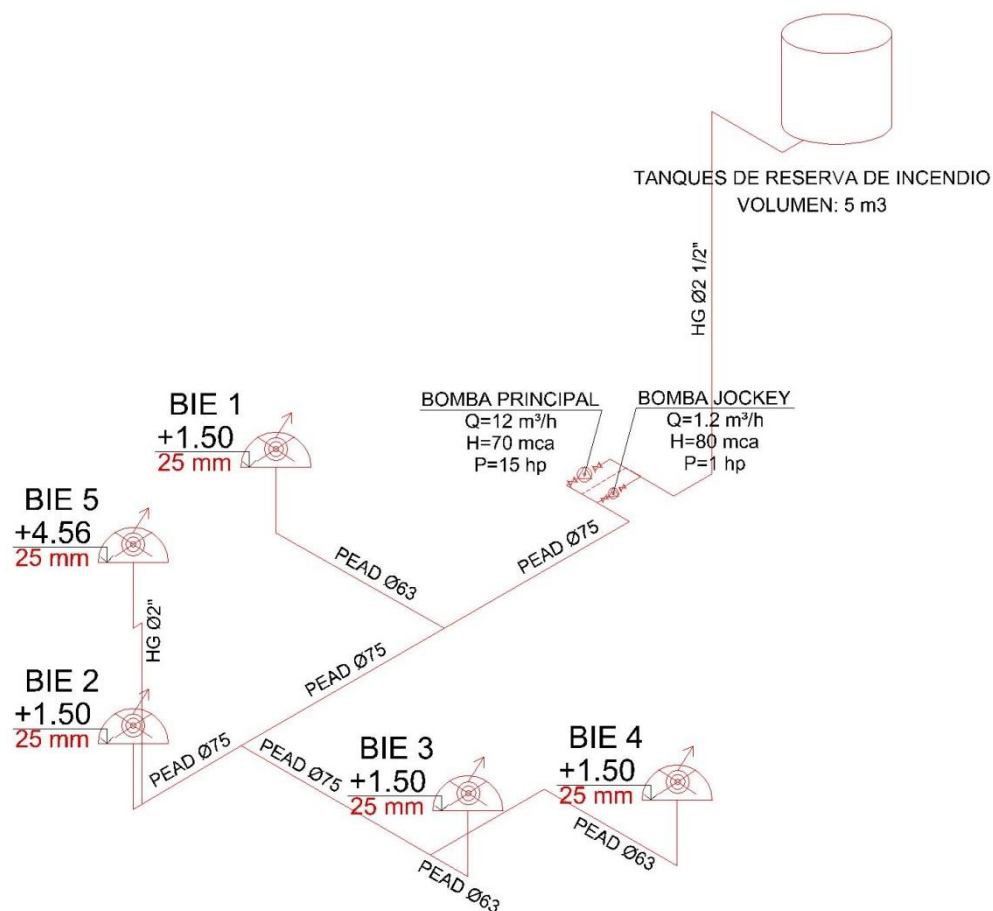 TANQUES DE RESERVA DE INCENDIO
VOLUMEN: 5 m3
HG Ø2 1/2"
BOMBA PRINCIPAL
Q=12 m³/h
H=70 mca
P=15 hp
BOMBA JOCKEY
Q=1.2 m³/h
H=80 mca
P=1 hp
BIE 1
+1.50
25 mm
BIE 5
+4.56
25 mm
PEAD Ø63
PEAD Ø75
HG Ø2"
PEAD Ø75
BIE 2
+1.50
25 mm
PEAD Ø75
PEAD Ø75
BIE 3
+1.50
25 mm
BIE 4
+1.50
25 mm
PEAD Ø63
PEAD Ø63